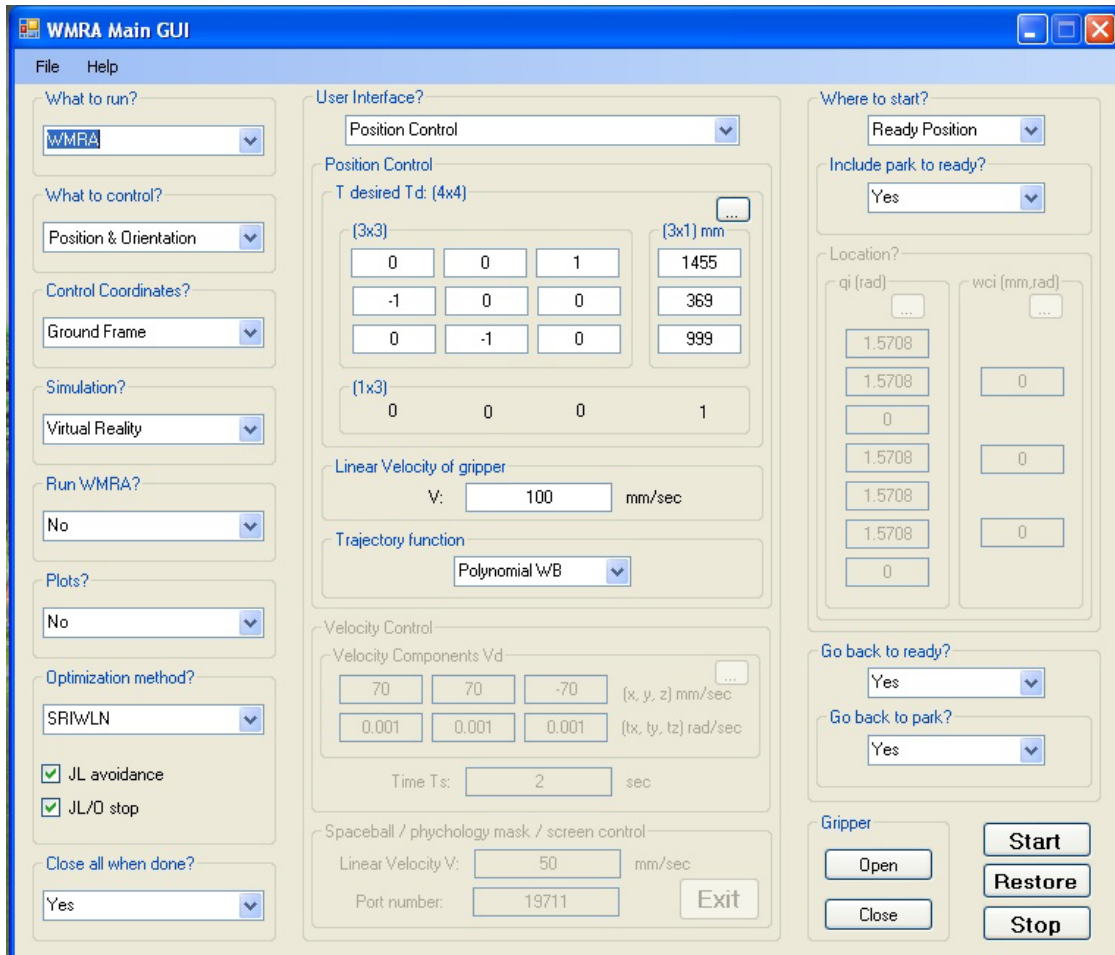 WMRA Main GUI
File Help
What to run?
WMRA
What to control?
Position & Orientation
Control Coordinates?
Ground Frame
Simulation?
Virtual Reality
Run WMRA?
No
Plots?
No
Optimization method?
SRIWLN
JL avoidance
JL/O stop
Close all when done?
Yes
User Interface?
Position Control
Position Control
T desired Td: (4x4)
...
(3x3)
0 0 1
-1 0 0
0 -1 0
(3x1) mm
1455
369
999
(1x3)
0 0 0 1
Linear Velocity of gripper
V: 100 mm/sec
Trajectory function
Polynomial WB
Velocity Control
Velocity Components Vd
...
70 70 -70 (x, y, z) mm/sec
0.001 0.001 0.001 (tx, ty, tz) rad/sec
Time Ts: 2 sec
Spaceball / phychology mask / screen control
Linear Velocity V: 50 mm/sec
Port number: 19711
Exit
Where to start?
Ready Position
Include park to ready?
Yes
Location?
qi (rad)
...
1.5708
1.5708
0
1.5708
1.5708
1.5708
0
wci (mm,rad)
...
0
0
0
Go back to ready?
Yes
Go back to park?
Yes
Gripper
Open
Close
Start
Restore
Stop